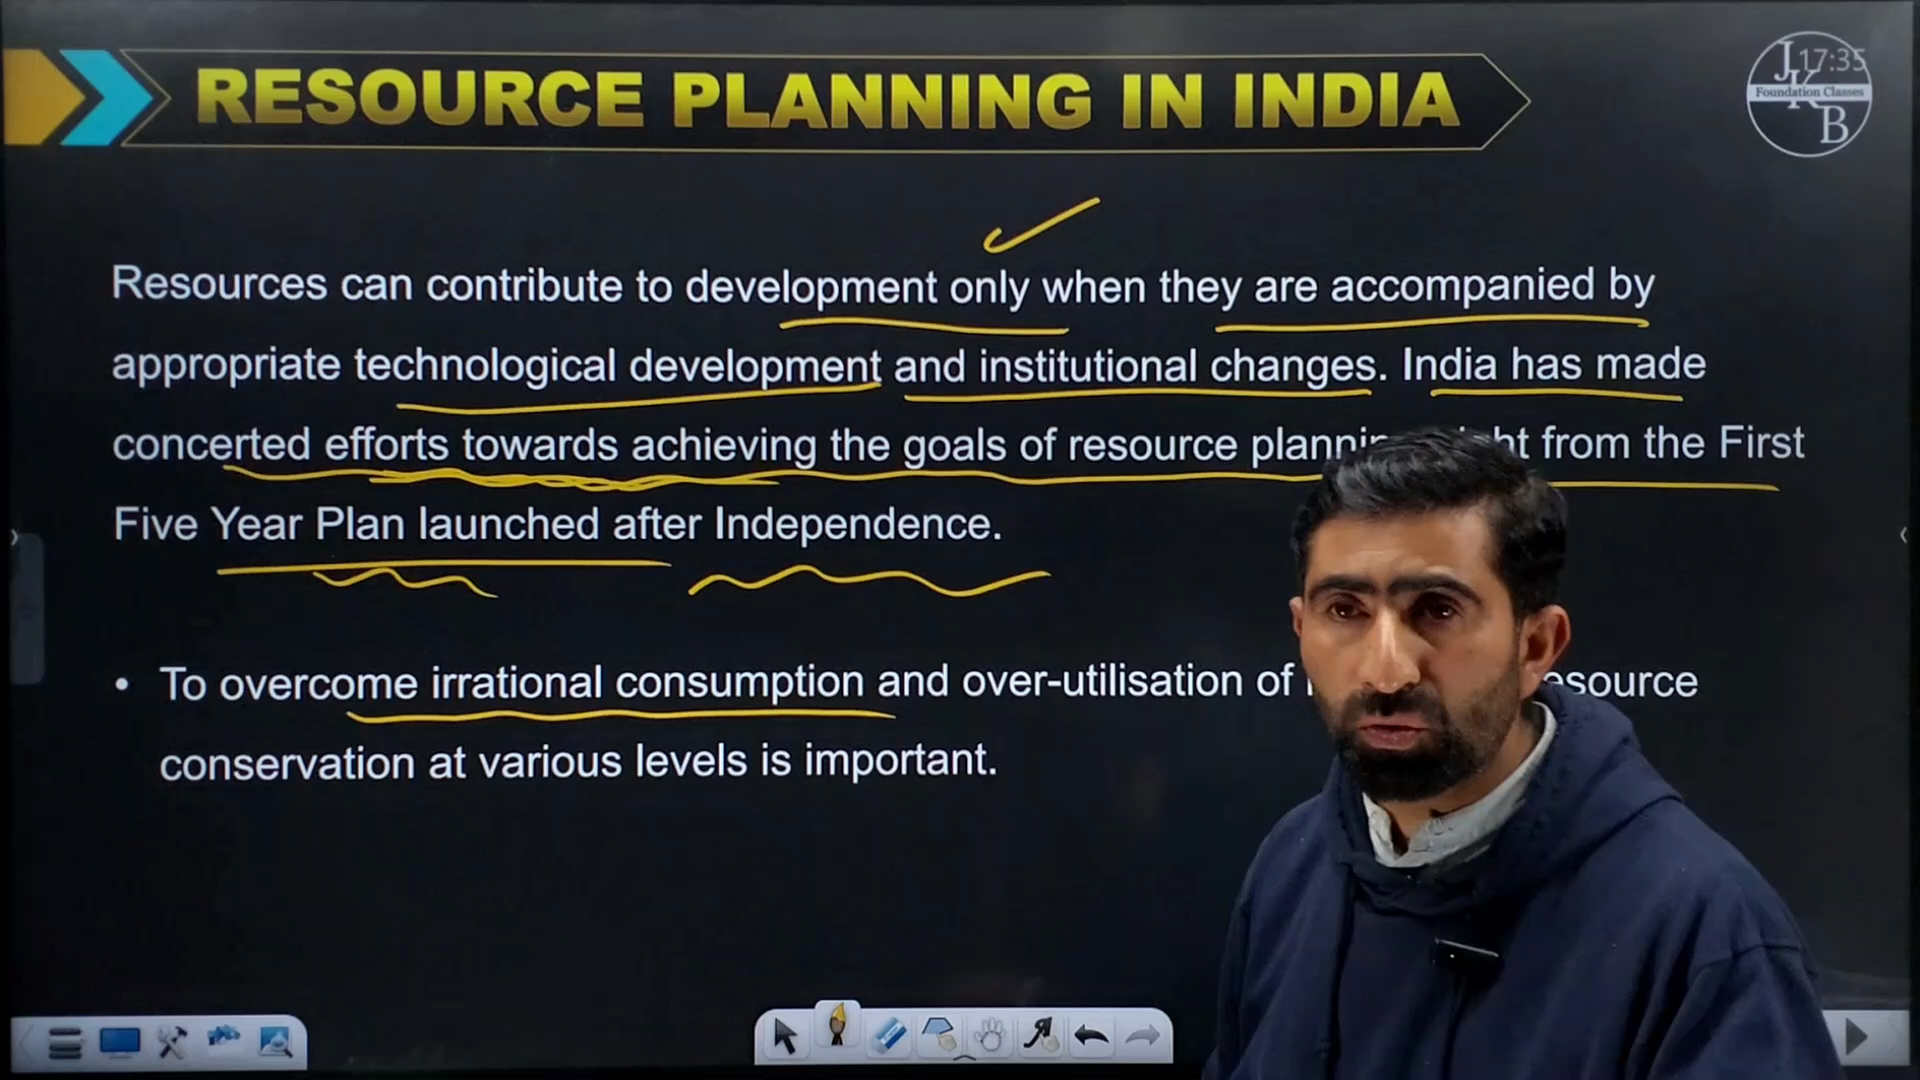 RESOURCE PLANNING IN INDIA
J 17:35
K
Foundation Classes
B
Resources can contribute to development only when they are accompanied by
appropriate technological development and institutional changes. India has made
concerted efforts towards achieving the goals of resource from the First
Five Year Plan launched after Independence.
• To overcome irrational consumption and over-utilisation of
conservation at various levels is important.